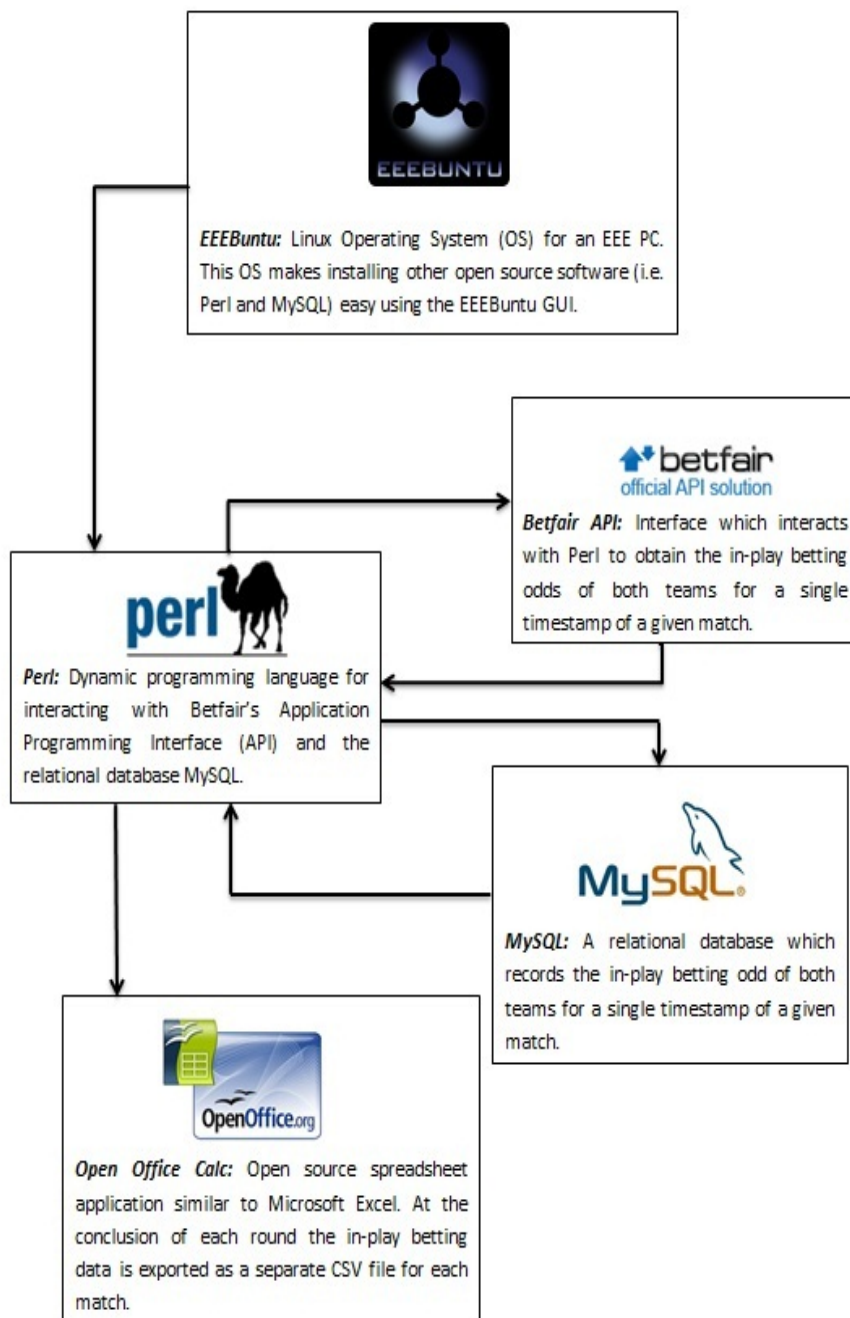 EEEBUNTU
EEEBuntu: Linux Operating System (OS) for an EEE PC.
This OS makes installing other open source software (i.e.
Perl and MySQL) easy using the EEEBuntu GUI.
betfair
official API solution
Betfair API: Interface which interacts
with Perl to obtain the in-play betting
odds of both teams for a single
timestamp of a given match.
perl
Perl: Dynamic programming language for
interacting with Betfair's Application
Programming Interface (API) and the
relational database MySQL.
MySQL®
MySQL: A relational database which
records the in-play betting odd of both
teams for a single timestamp of a given
match.
OpenOffice.org
Open Office Calc: Open source spreadsheet
application similar to Microsoft Excel. At the
conclusion of each round the in-play betting
data is exported as a separate CSV file for each
match.